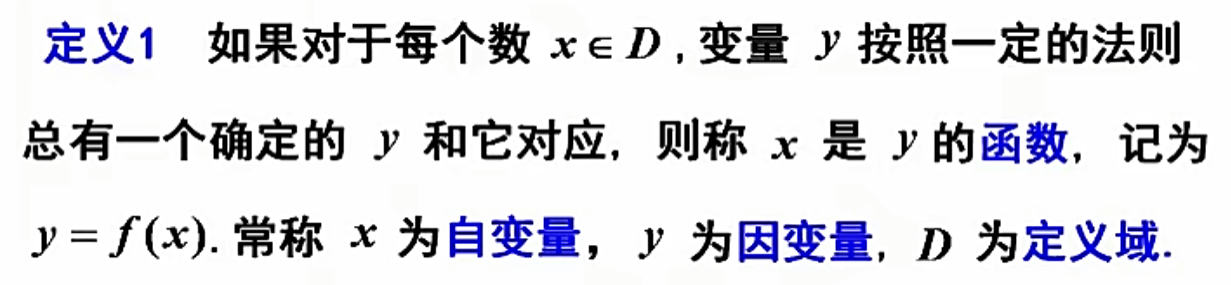 定义1 如果对于每个数 x∈D,变量 y 按照一定的法则
总有一个确定的 y 和它对应, 则称 x 是 y 的函数, 记为
y=f(x).常称 x 为自变量, y 为因变量, D 为定义域.